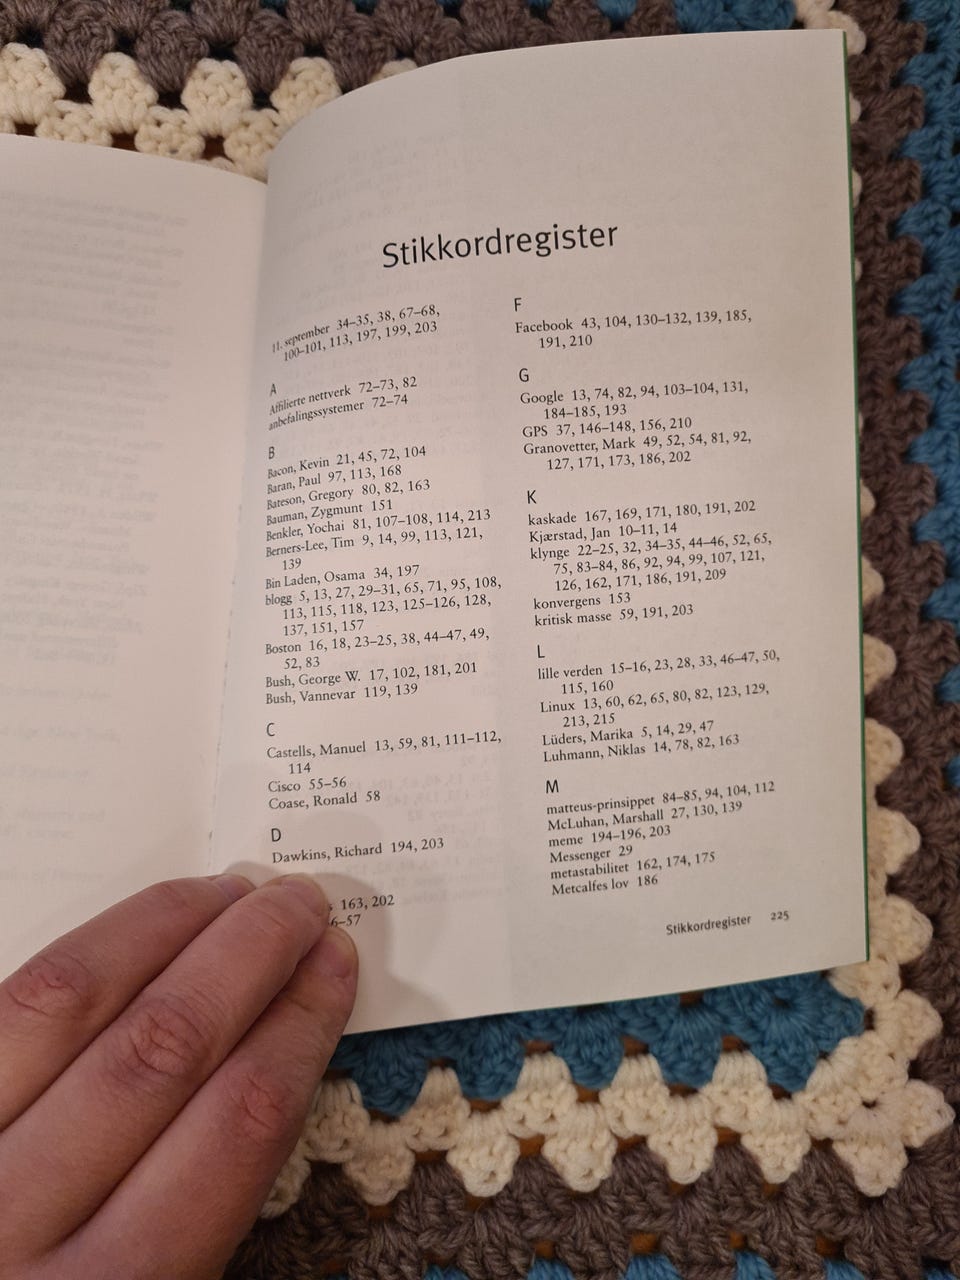 Stikkordregister
11. september 34–35, 38, 67–68,
100–101, 113, 197, 199, 203
A
Affilierte nettverk 72–73, 82
anbefalingssystemer 72–74
B
Bacon, Kevin 21, 45, 72, 104
Baran, Paul 97, 113, 168
Bateson, Gregory 80, 82, 163
Bauman, Zygmunt 151
Benkler, Yochai 81, 107–108, 114, 213
Berners-Lee, Tim 9, 14, 99, 113, 121,
139
Bin Laden, Osama 34, 197
blogg 5, 13, 27, 29–31, 65, 71, 95, 108,
113, 115, 118, 123, 125–126, 128,
137, 151, 157
Boston 16, 18, 23–25, 38, 44–47, 49,
52, 83
Bush, George W. 17, 102, 181, 201
Bush, Vannevar 119, 139
C
Castells, Manuel 13, 59, 81, 111–112,
114
Cisco 55–56
Coase, Ronald 58
D
Dawkins, Richard 194, 203
163, 202
6–57
F
Facebook 43, 104, 130–132, 139, 185,
191, 210
G
Google 13, 74, 82, 94, 103–104, 131,
184–185, 193
GPS 37, 146–148, 156, 210
Granovetter, Mark 49, 52, 54, 81, 92,
127, 171, 173, 186, 202
K
kaskade 167, 169, 171, 180, 191, 202
Kjærstad, Jan 10–11, 14
klynge 22–25, 32, 34–35, 44–46, 52, 65,
75, 83–84, 86, 92, 94, 99, 107, 121,
126, 162, 171, 186, 191, 209
konvergens 153
kritisk masse 59, 191, 203
L
lille verden 15–16, 23, 28, 33, 46–47, 50,
115, 160
Linux 13, 60, 62, 65, 80, 82, 123, 129,
213, 215
Lüders, Marika 5, 14, 29, 47
Luhmann, Niklas 14, 78, 82, 163
M
matteus-prinsippet 84–85, 94, 104, 112
McLuhan, Marshall 27, 130, 139
meme 194–196, 203
Messenger 29
metastabilitet 162, 174, 175
Metcalfes lov 186
Stikkordregister 225